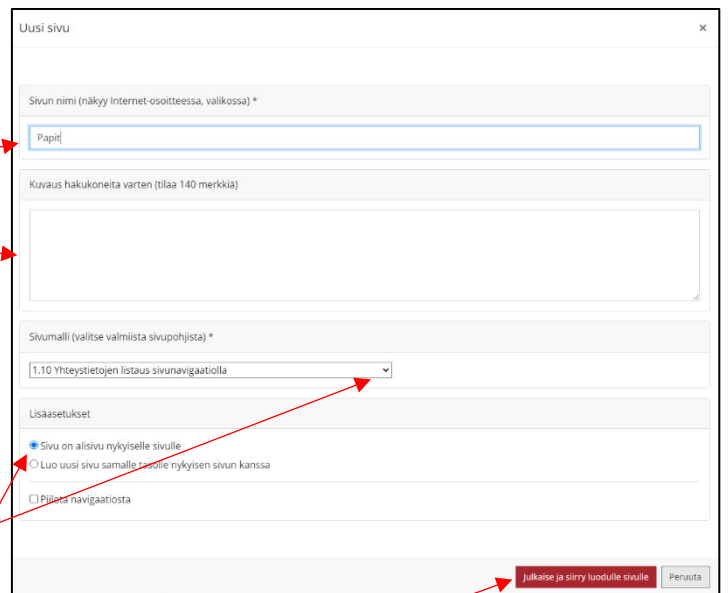 Uusi sivu ×
Sivun nimi (näkyy Internet-osoitteessa, valikossa) *
Papit
Kuvaus hakukoneita varten (tilaa 140 merkkiä)
Sivumalli (valitse valmiista sivupohjista) *
1.10 Yhteystietojen listaus sivunavigaatiolla
Lisäasetukset
Sivu on alisivu nykyiselle sivulle
Luo uusi sivu samalle tasolle nykyisen sivun kanssa
Piilota navigaatiosta
Julkaise ja siirry luodulle sivulle Peruuta